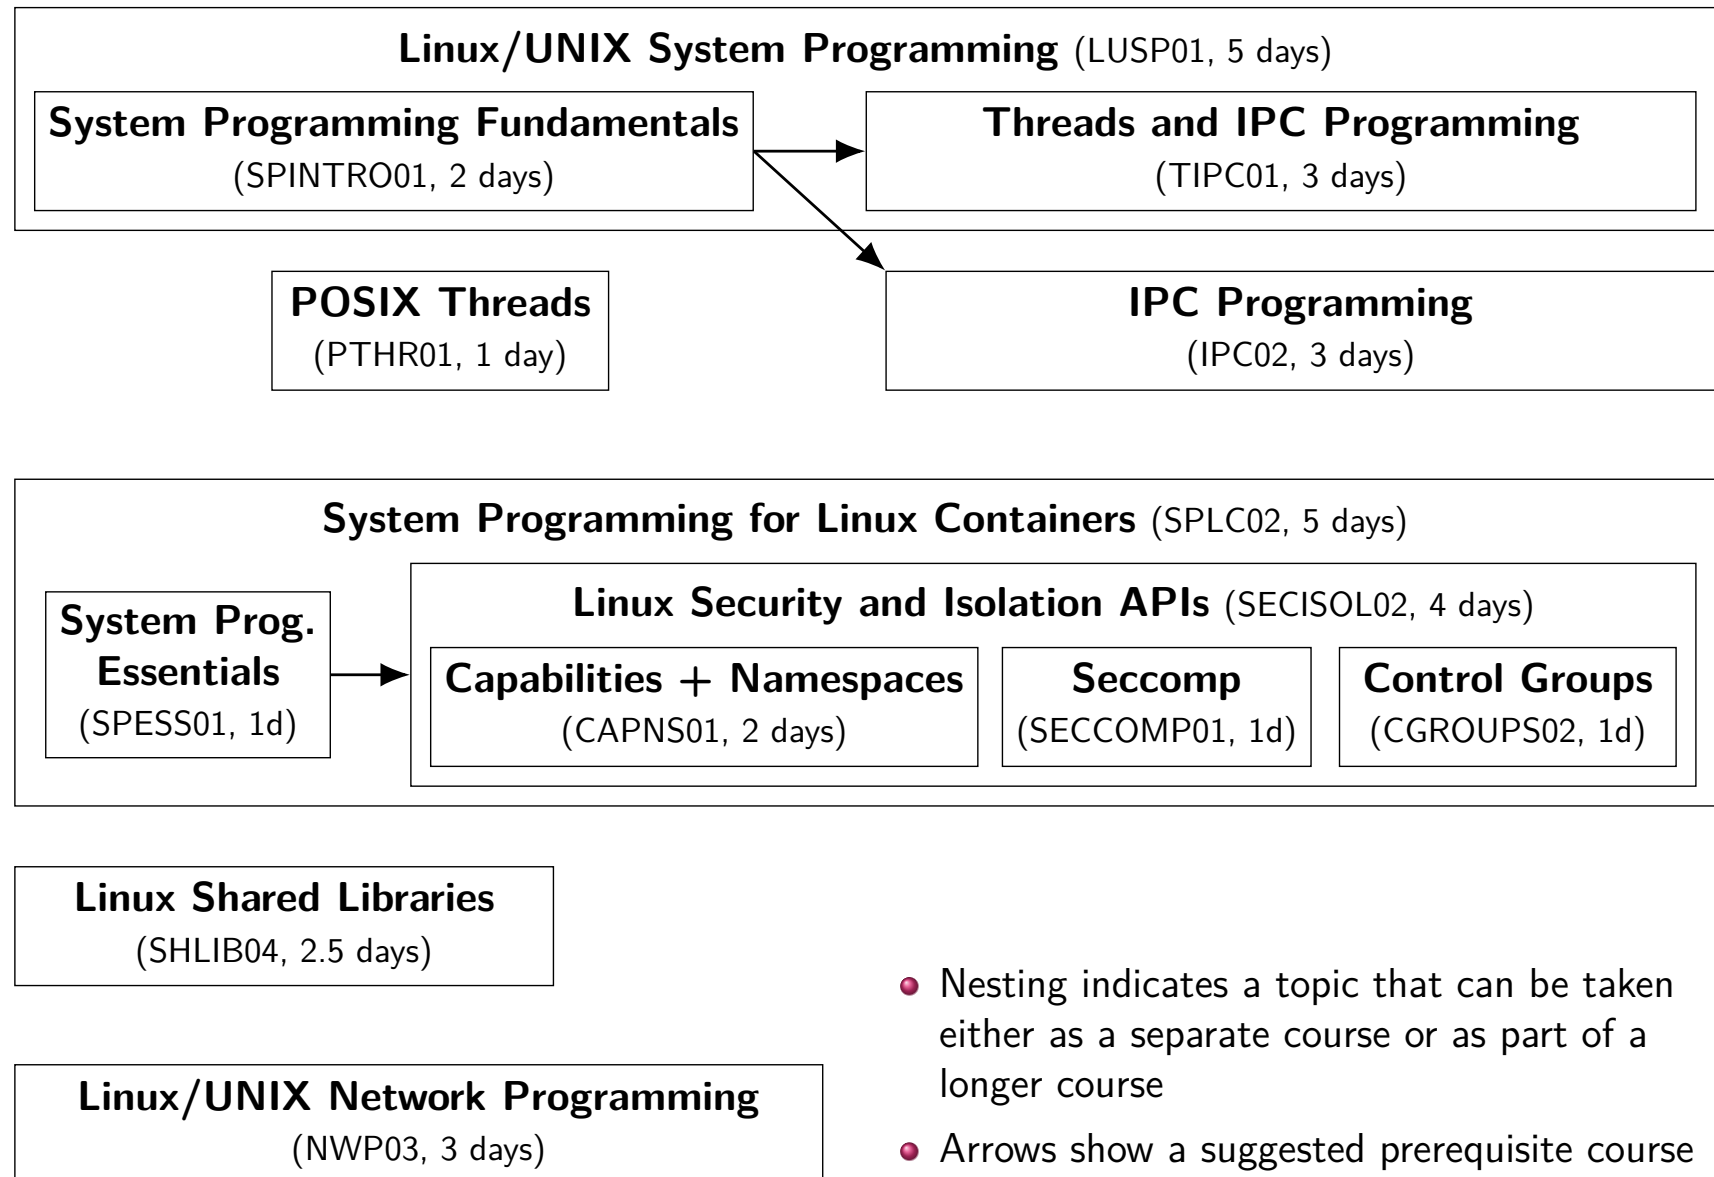 Linux/UNIX System Programming (LUSP01, 5 days)
System Programming Fundamentals
(SPINTRO01, 2 days)
Threads and IPC Programming
(TIPC01, 3 days)
POSIX Threads
(PTHR01, 1 day)
IPC Programming
(IPC02, 3 days)
System Programming for Linux Containers (SPLC02, 5 days)
System Prog.
Essentials
(SPESS01, 1d)
Linux Security and Isolation APIs (SECISOL02, 4 days)
Capabilities + Namespaces
(CAPNS01, 2 days)
Seccomp
(SECCOMP01, 1d)
Control Groups
(CGROUPS02, 1d)
Linux Shared Libraries
(SHLIB04, 2.5 days)
Linux/UNIX Network Programming
(NWP03, 3 days)
Nesting indicates a topic that can be taken
either as a separate course or as part of a
longer course
Arrows show a suggested prerequisite course